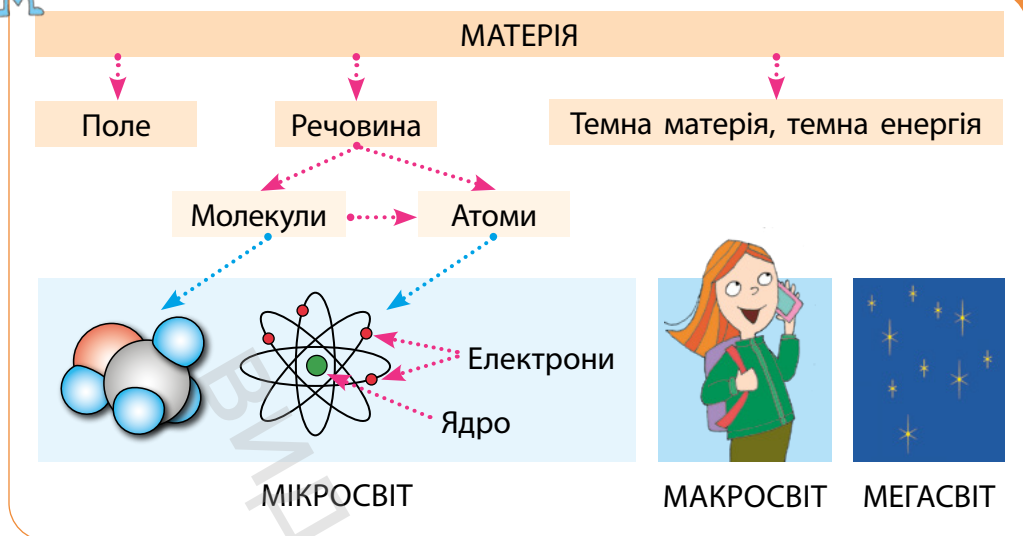 МАТЕРІЯ
Поле
Речовина
Темна матерія, темна енергія
Молекули
Атоми
Електрони
Ядро
МІКРОСВІТ
МАКРОСВІТ
МЕГАСВІТ